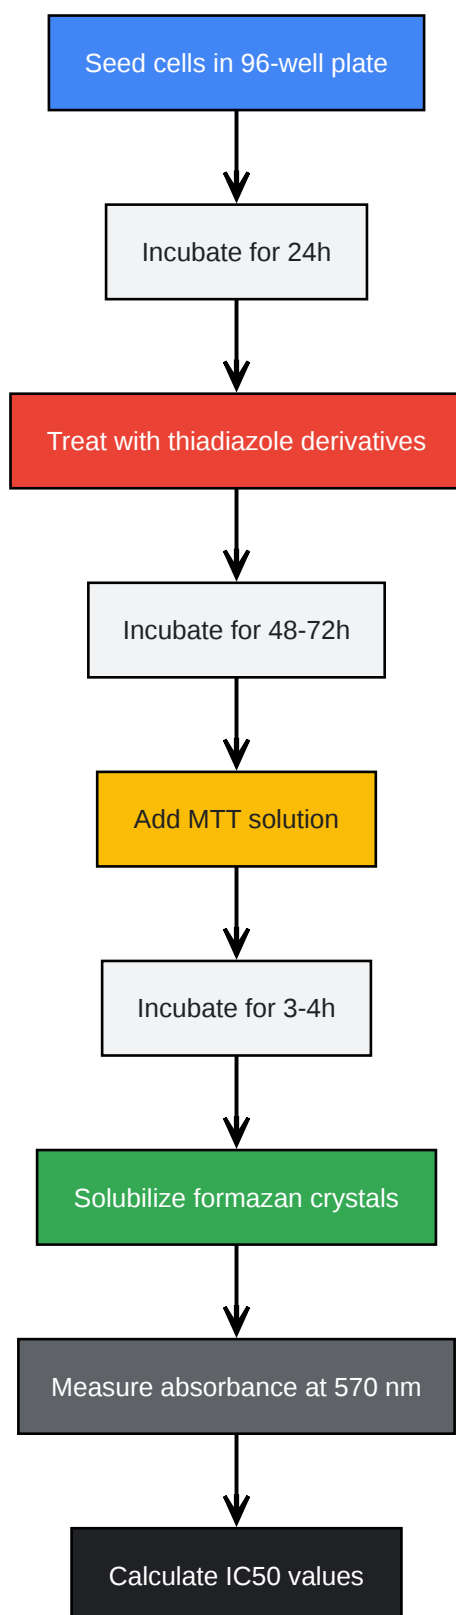 Seed cells in 96-well plate
Incubate for 24h
Treat with thiadiazole derivatives
Incubate for 48-72h
Add MTT solution
Incubate for 3-4h
Solubilize formazan crystals
Measure absorbance at 570 nm
Calculate IC50 values